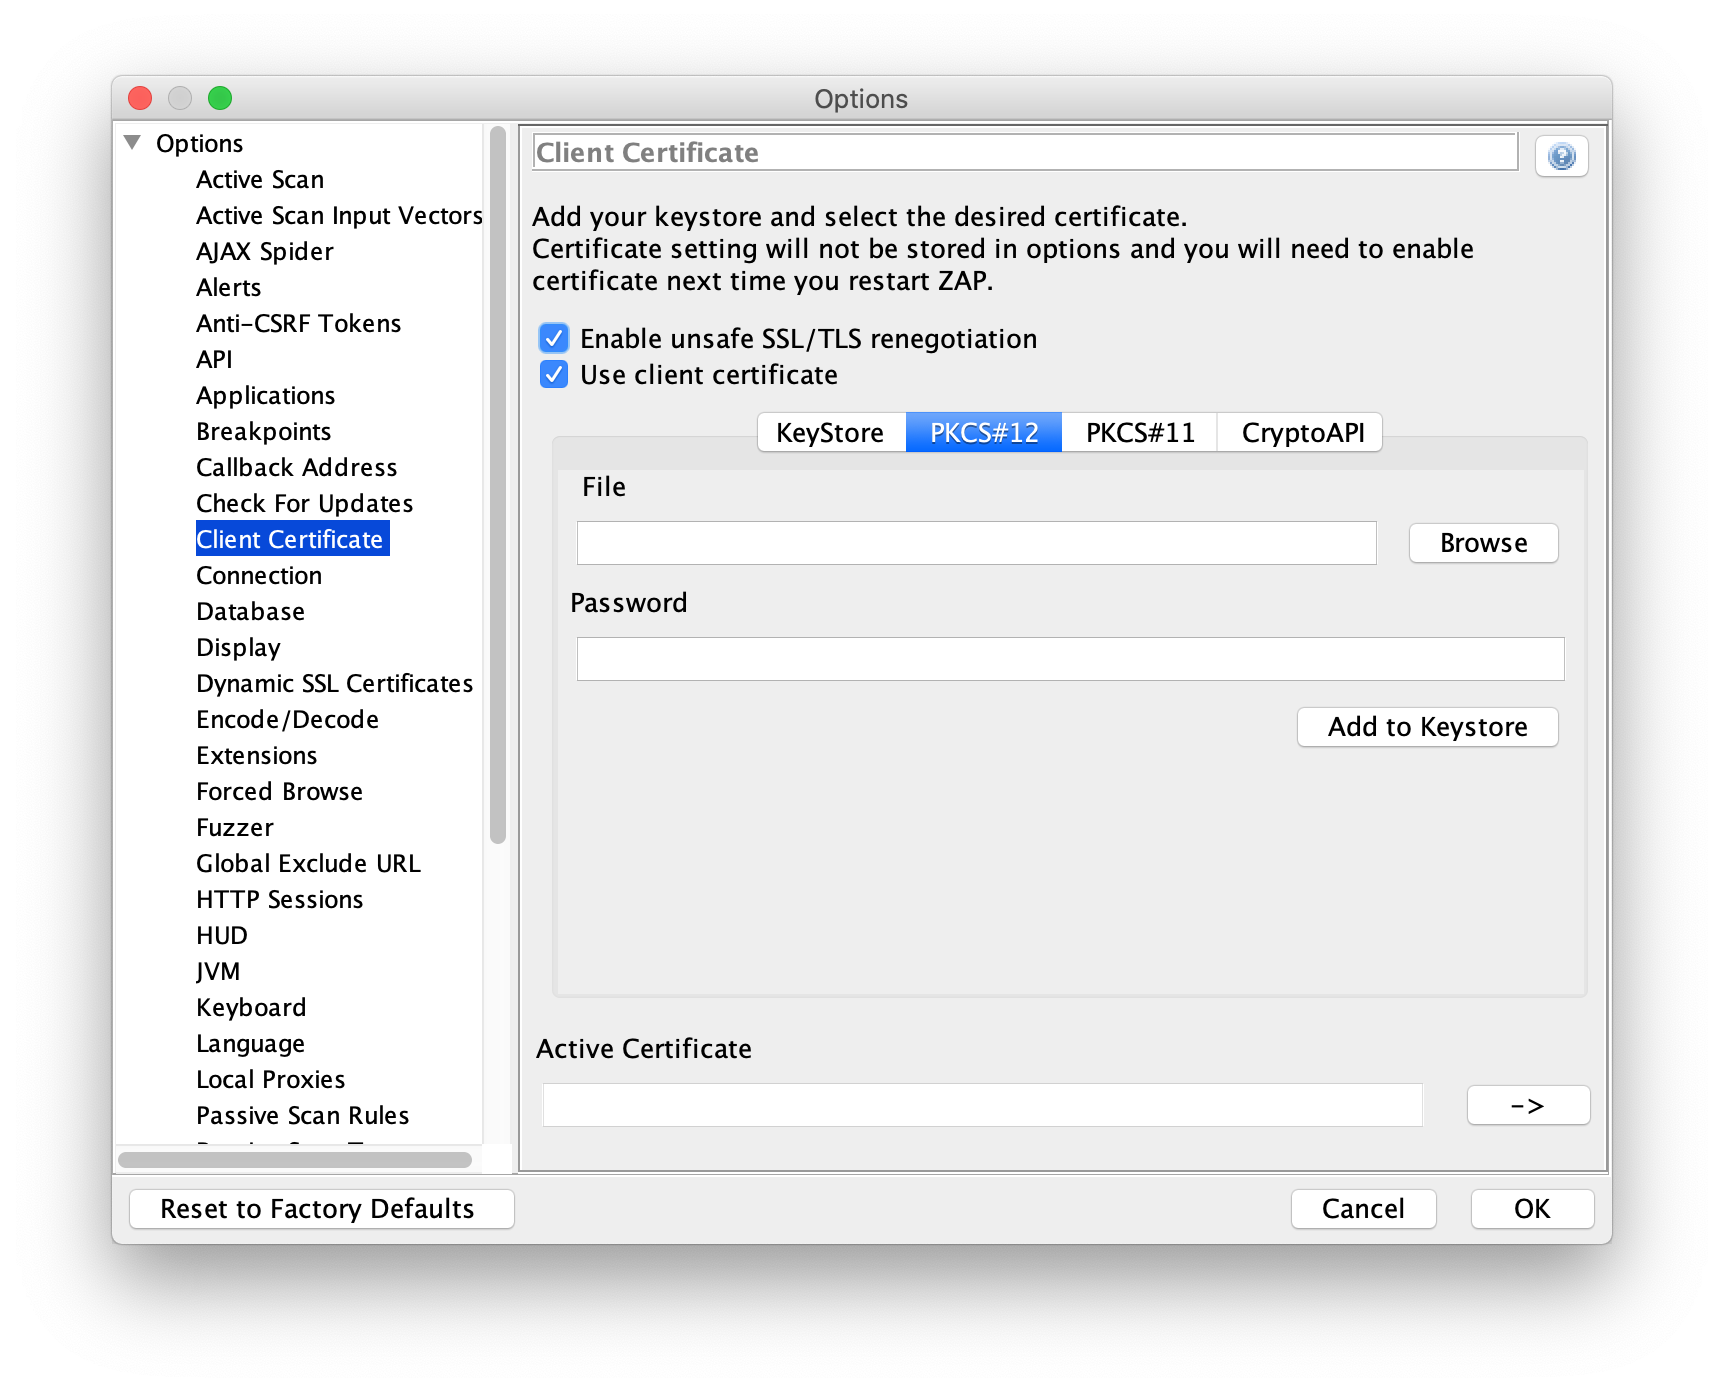 Options
Options
Active Scan
Active Scan Input Vectors
AJAX Spider
Alerts
Anti-CSRF Tokens
API
Applications
Breakpoints
Callback Address
Check For Updates
Client Certificate
Connection
Database
Display
Dynamic SSL Certificates
Encode/Decode
Extensions
Forced Browse
Fuzzer
Global Exclude URL
HTTP Sessions
HUD
JVM
Keyboard
Language
Local Proxies
Passive Scan Rules
Client Certificate
?
Add your keystore and select the desired certificate.
Certificate setting will not be stored in options and you will need to enable
certificate next time you restart ZAP.
Enable unsafe SSL/TLS renegotiation
Use client certificate
KeyStore PKCS#12 PKCS#11 CryptoAPI
File
Browse
Password
Add to Keystore
Active Certificate
->
Reset to Factory Defaults Cancel OK